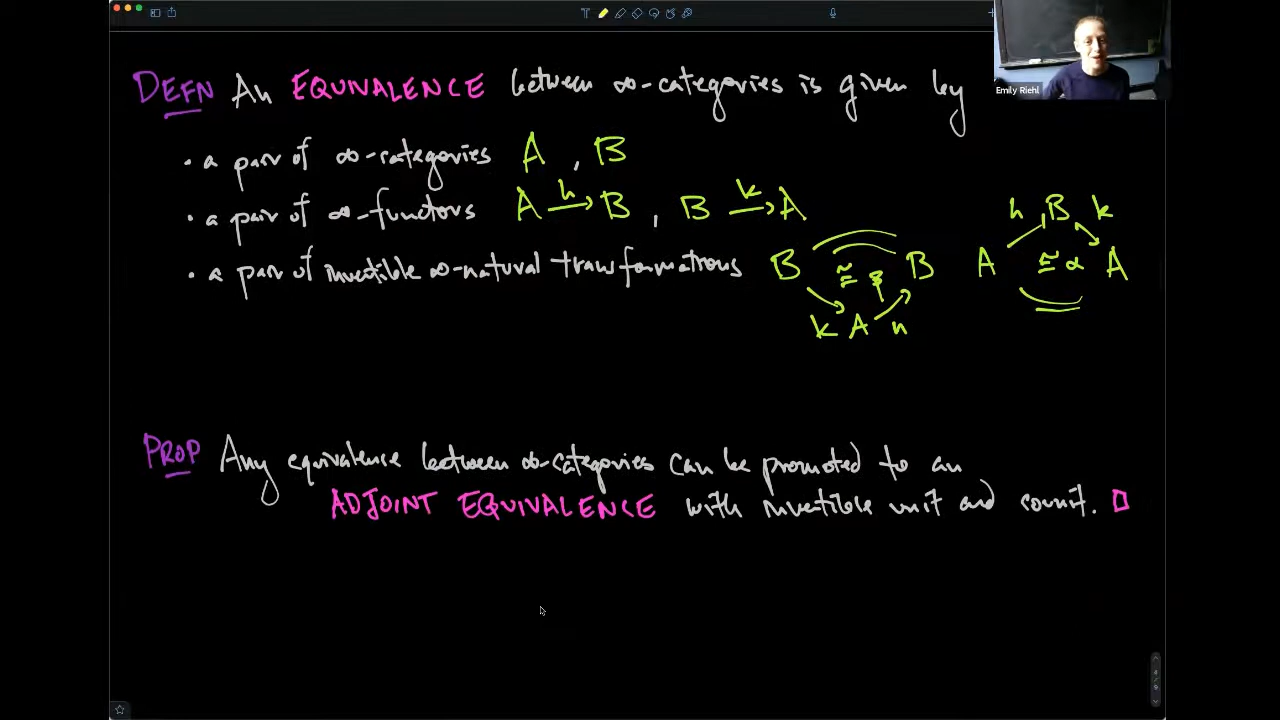 DEFN An EQUIVALENCE between ∞-categories is given by
Emily Riehl
• a pair of ∞-categories A , B
• a pair of ∞-functors A h→ B , B k→ A
• a pair of invertible ∞-natural transformations
B ≅ B
k A h
h B k
A ≅ α A
PROP Any equivalence between ∞-categories can be promoted to an
ADJOINT EQUIVALENCE with invertible unit and counit. □